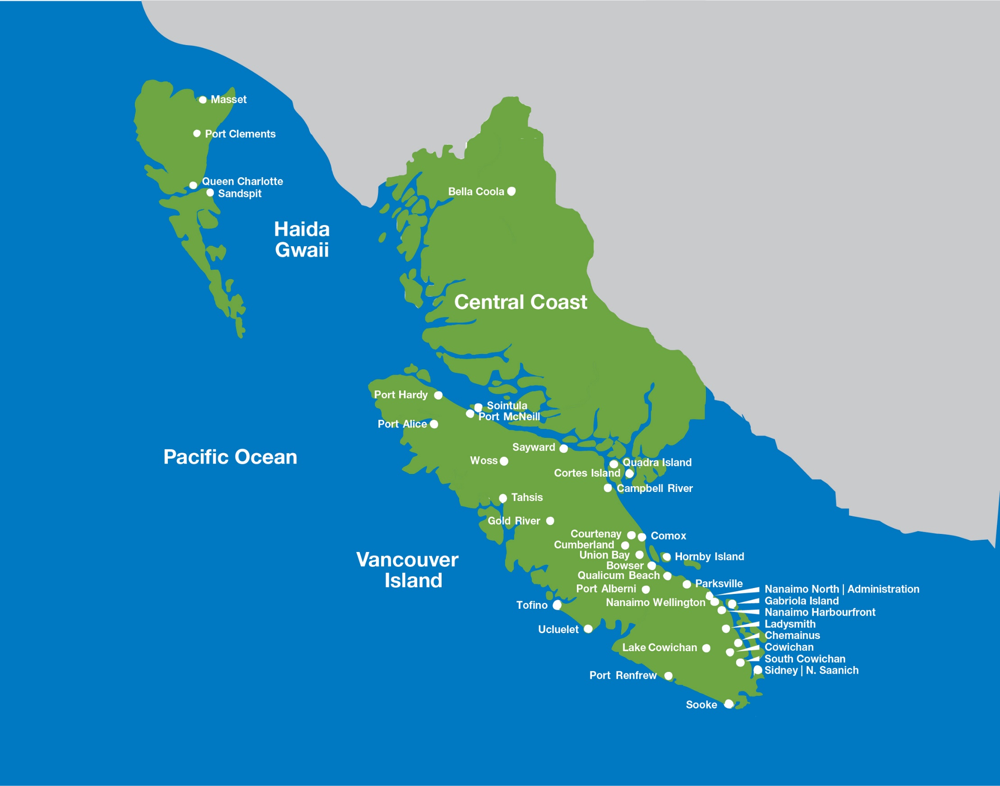 Masset
Port Clements
Queen Charlotte
Sandspit
Bella Coola
Haida
Gwaii
Central Coast
Port Hardy
Sointula
Port McNeill
Port Alice
Sayward
Pacific Ocean
Woss
Quadra Island
Cortes Island
Campbell River
Tahsis
Gold River
Courtenay
Comox
Cumberland
Union Bay
Hornby Island
Vancouver
Island
Bowser
Qualicum Beach
Parksville
Port Alberni
Nanaimo North | Administration
Gabriola Island
Nanaimo Wellington
Tofino
Nanaimo Harbourfront
Ladysmith
Ucluelet
Chemainus
Lake Cowichan
Cowichan
South Cowichan
Sidney | N. Saanich
Port Renfrew
Sooke